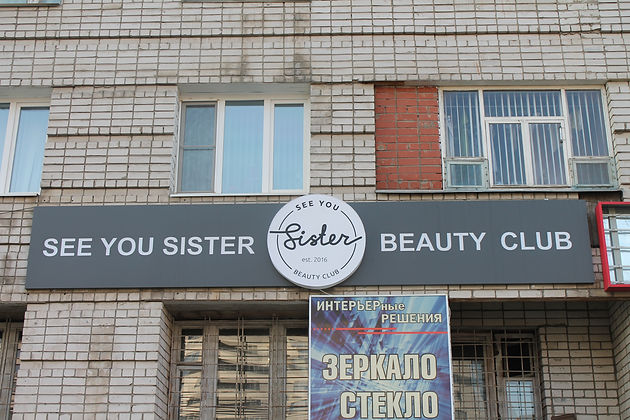 SEE YOU SISTER
SEE YOU
Sister
est. 2016
BEAUTY CLUB
BEAUTY CLUB
ИНТЕРЬЕРные
РЕШЕНИЯ
ЗЕРКАЛО
СТЕКЛО